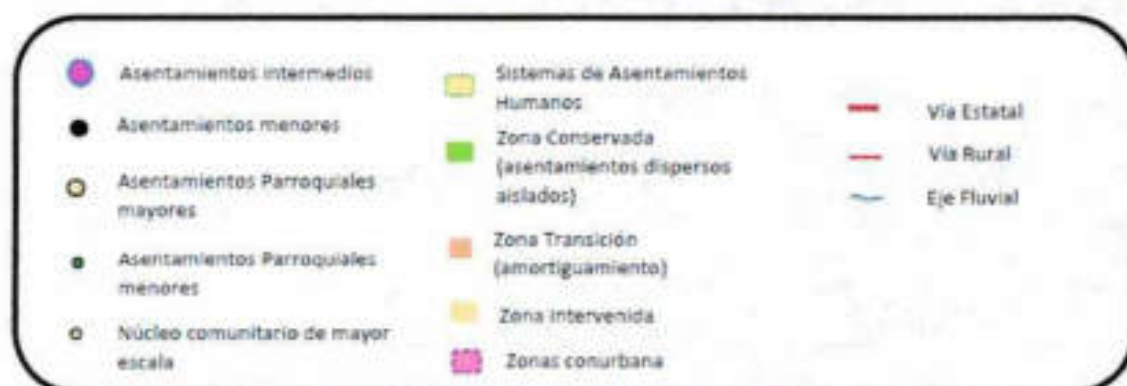 Asentamientos intermedios
Asentamientos menores
Asentamientos Parroquiales
mayores
Asentamientos Parroquiales
menores
Núcleo comunitario de mayor
escala
Sistemas de Asentamientos
Humanos
Zona Conservada
(asentamientos dispersos
aislados)
Zona Transición
(amortiguamiento)
Zona intervenida
Zonas conurbana
Vía Estatal
Vía Rural
Eje Fluvial